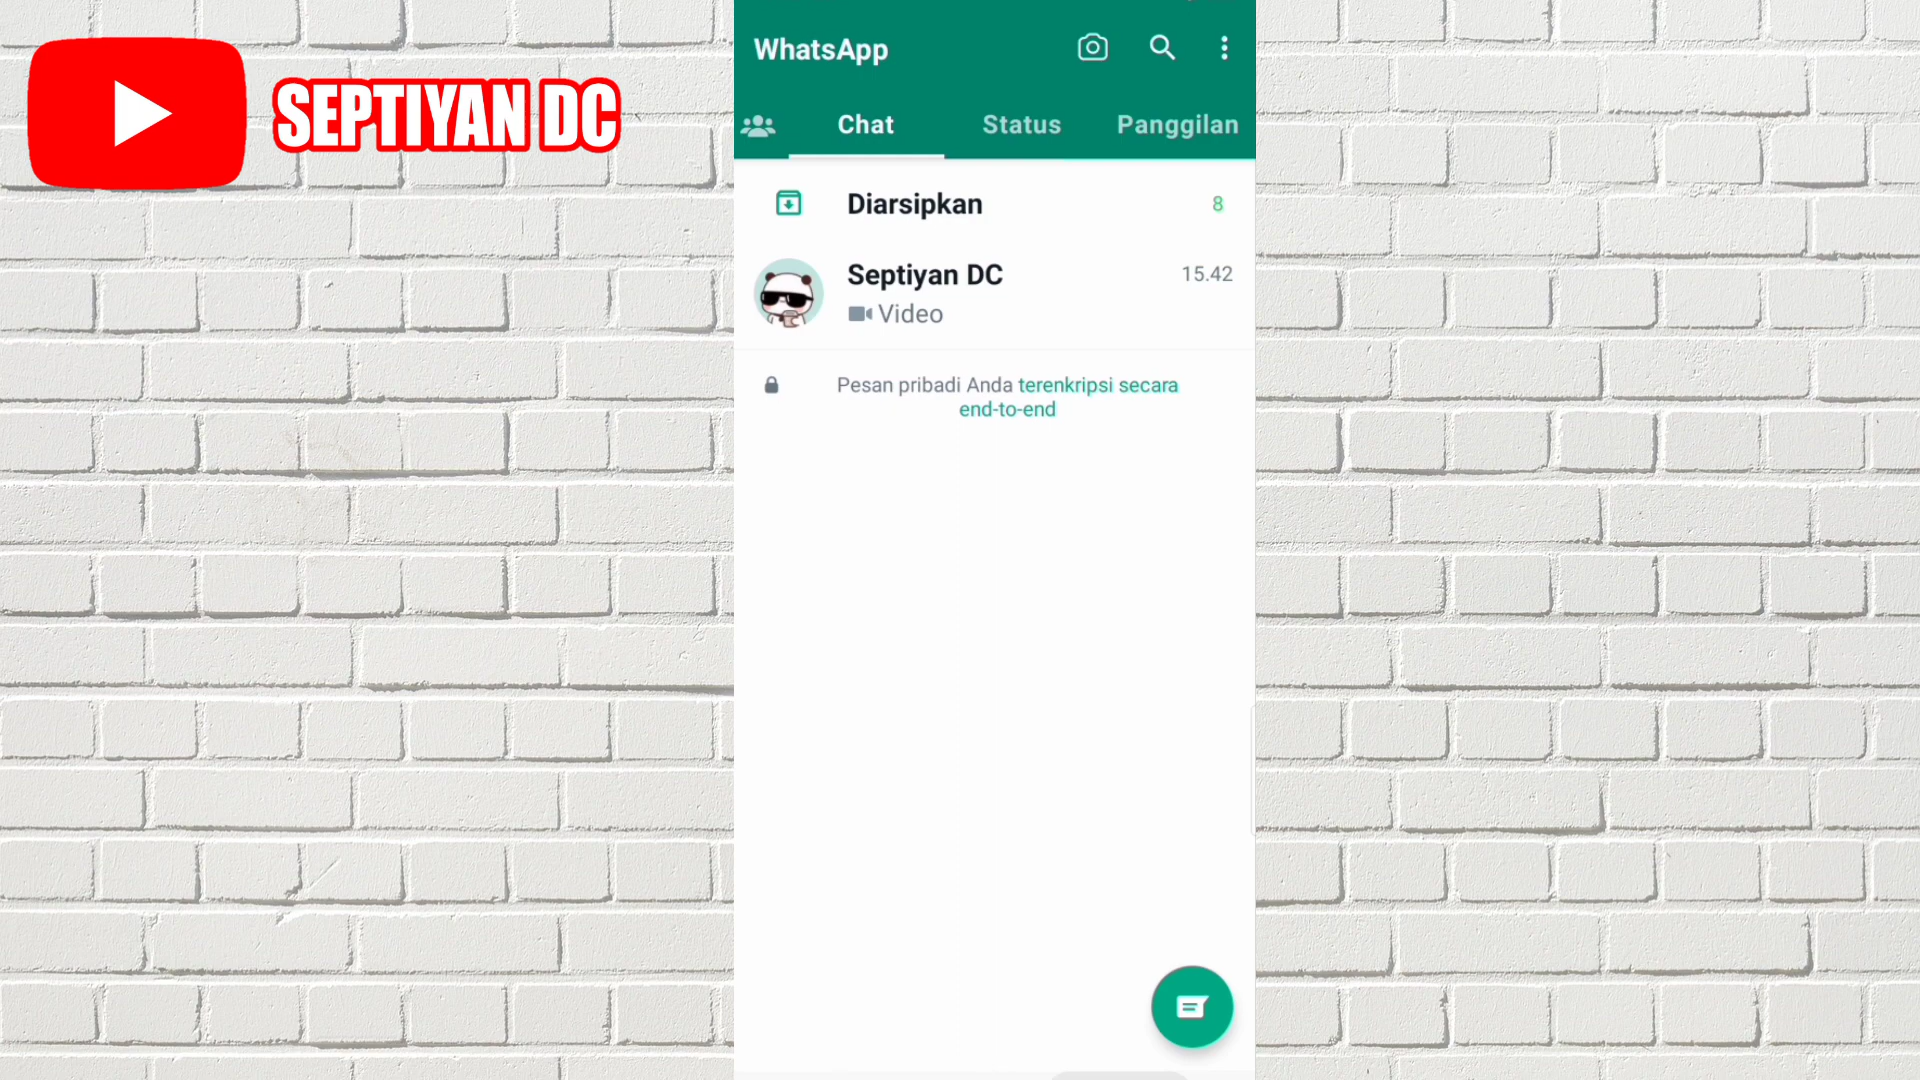 SEPTIYAN DC
WhatsApp
Chat
Status
Panggilan
Diarsipkan
8
Septiyan DC
15.42
Video
Pesan pribadi Anda terenkripsi secara
end-to-end